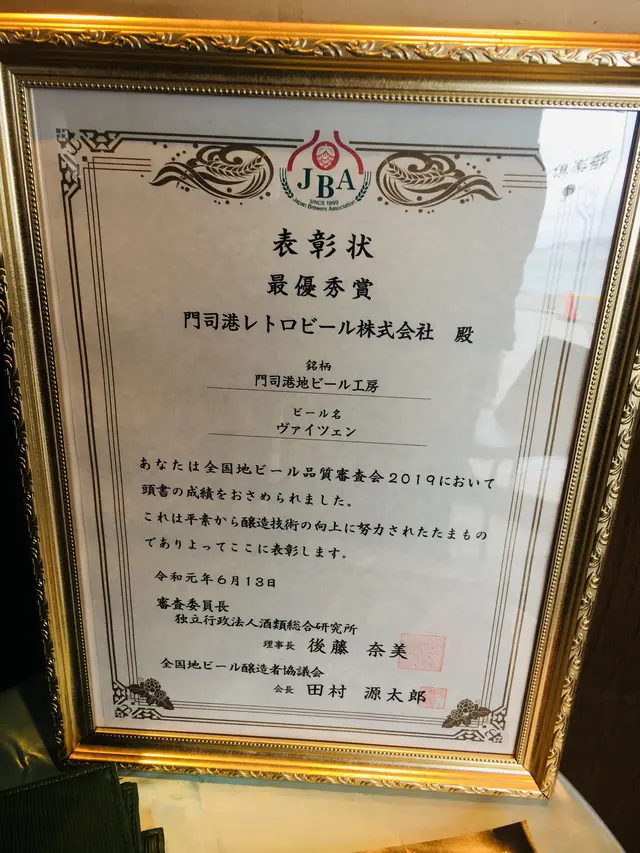 JBA
SINCE 1999
Japan Brewers Association
倶楽部
表彰状
最優秀賞
門司港レトロビール株式会社 殿
銘柄
門司港地ビール工房
ビール名
ヴァイツェン
あなたは全国地ビール品質審査会2019において
頭書の成績をおさめられました。
これは平素から醸造技術の向上に努力されたたまもの
でありよってここに表彰します。
令和元年6月13日
審査委員長
独立行政法人酒類総合研究所
理事長 後藤 奈美
全国地ビール醸造者協議会
会長 田村 源太郎